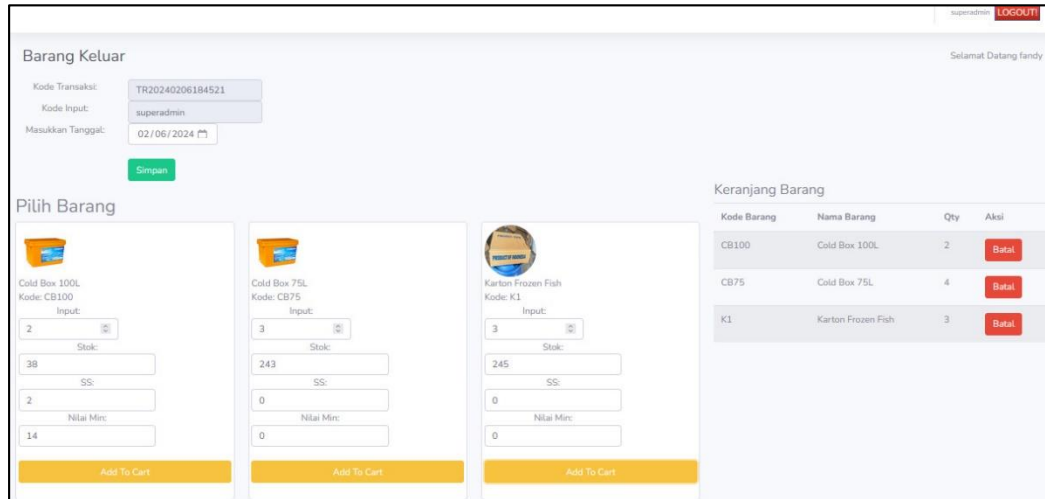 superadmin LOGOUT!
Barang Keluar
Selamat Datang fandy
Kode Transaksi: TR20240206184521
Kode Input: superadmin
Masukkan Tanggal: 02/06/2024
Simpan
Pilih Barang
Cold Box 100L
Kode: CB100
Input:
2
Stok:
38
SS:
2
Nilai Min:
14
Add To Cart
Cold Box 75L
Kode: CB75
Input:
3
Stok:
243
SS:
0
Nilai Min:
0
Add To Cart
PRODUCT OF INDONESIA
Karton Frozen Fish
Kode: K1
Input:
3
Stok:
245
SS:
0
Nilai Min:
0
Add To Cart
Keranjang Barang
Kode Barang Nama Barang Qty Aksi
CB100 Cold Box 100L 2 Batal
CB75 Cold Box 75L 4 Batal
K1 Karton Frozen Fish 3 Batal